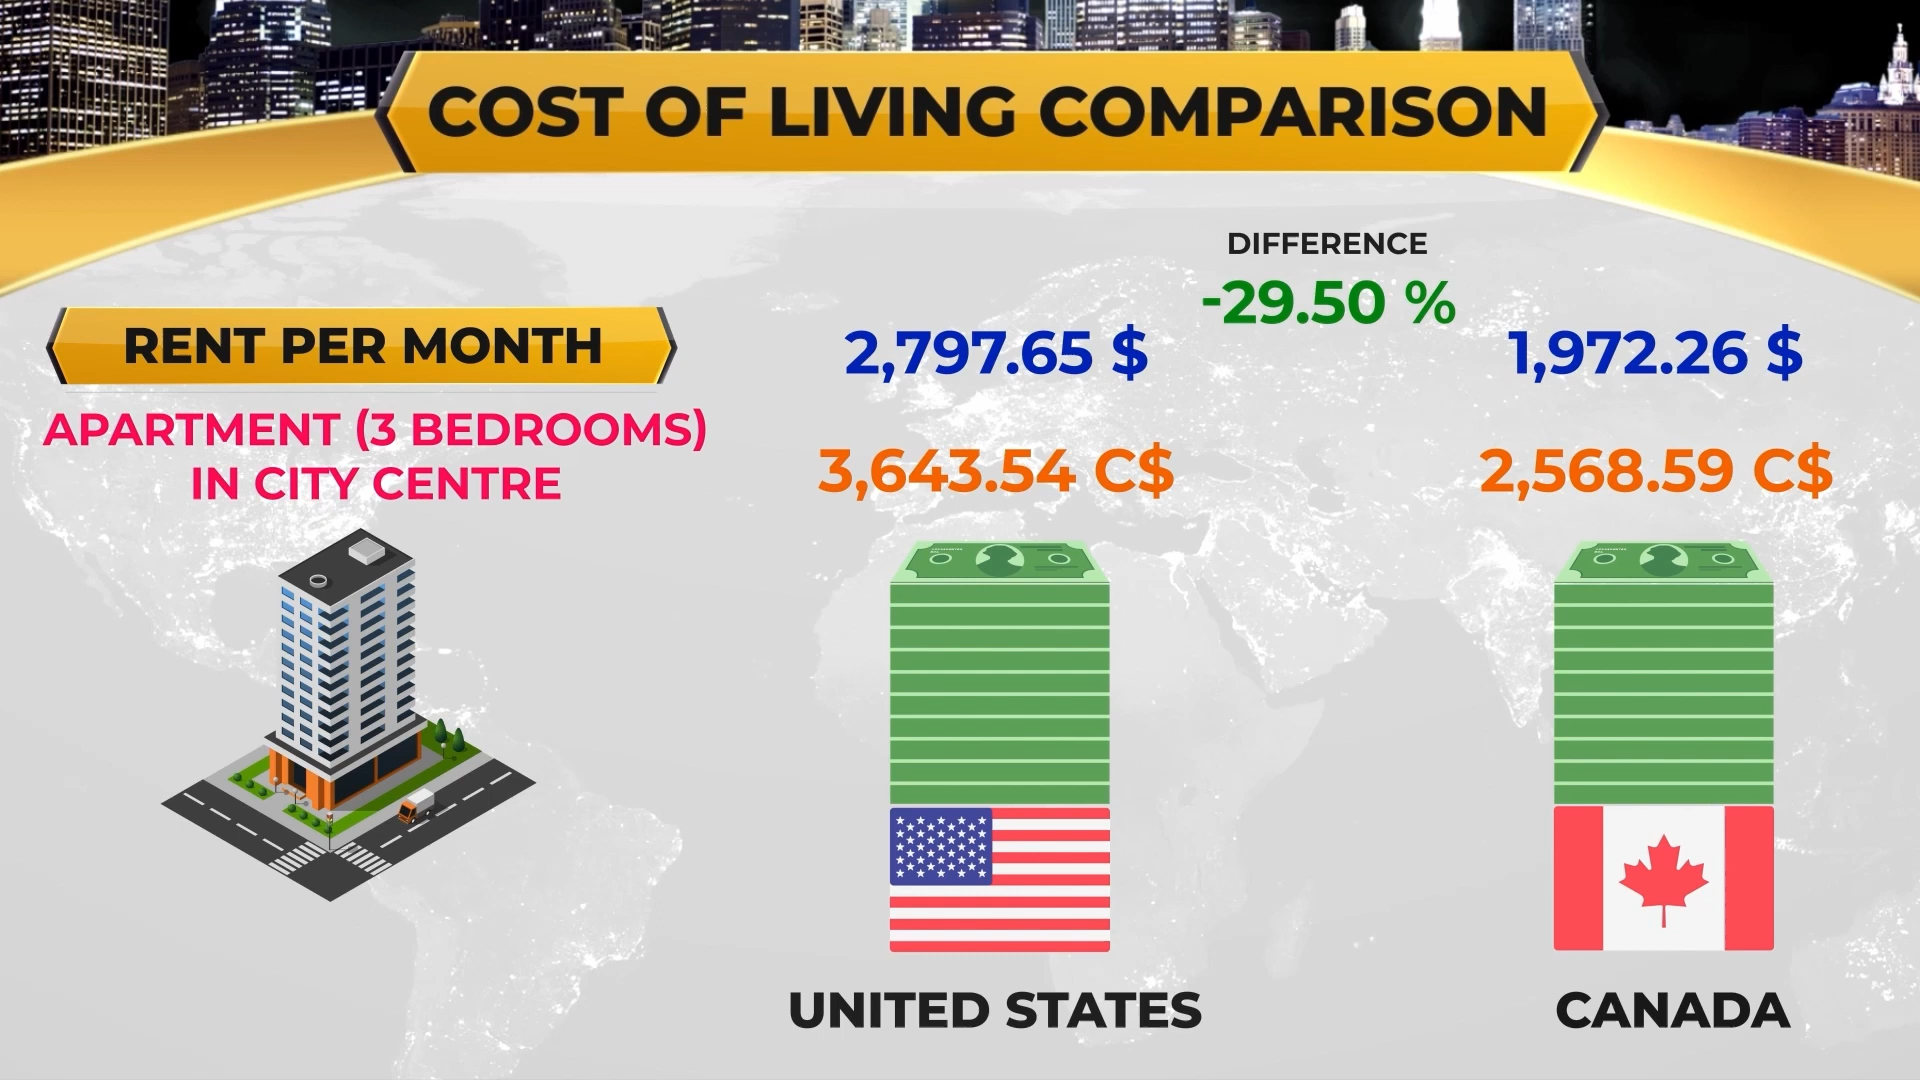 COST OF LIVING COMPARISON
DIFFERENCE
-29.50 %
RENT PER MONTH
2,797.65 $
1,972.26 $
APARTMENT (3 BEDROOMS)
IN CITY CENTRE
3,643.54 C$
2,568.59 C$
UNITED STATES
CANADA